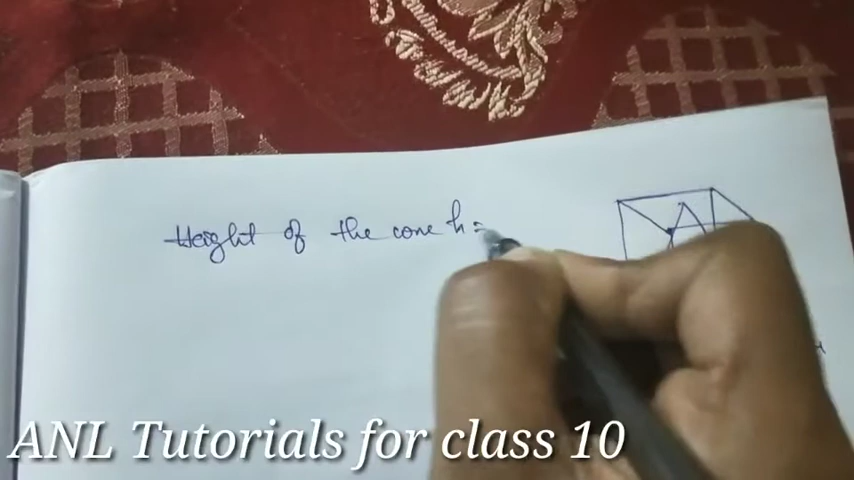 Height of the cone h =
ANL Tutorials for class 10